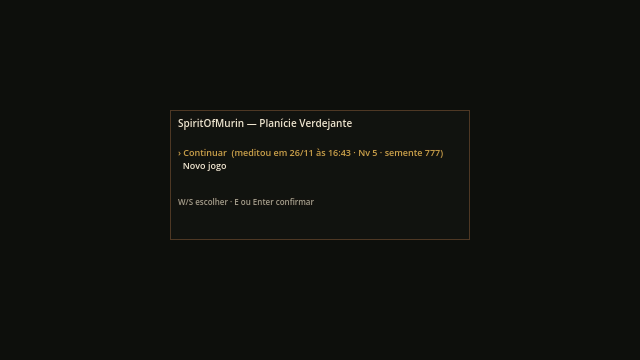 SpiritOfMurin — Planície Verdejante
› Continuar  (meditou em 26/11 às 16:43 · Nv 5 · semente 777)
Novo jogo
W/S escolher · E ou Enter confirmar